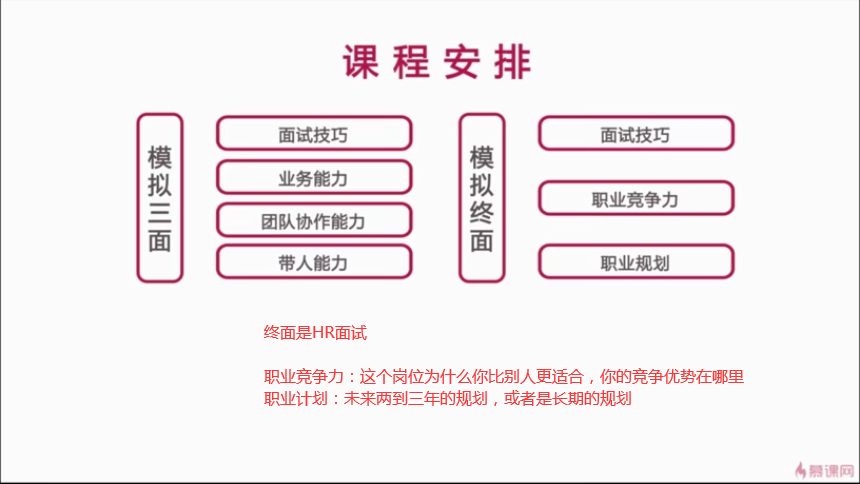 课程安排
模拟三面
面试技巧
业务能力
团队协作能力
带人能力
模拟终面
面试技巧
职业竞争力
职业规划
终面是HR面试
职业竞争力：这个岗位为什么你比别人更适合，你的竞争优势在哪里
职业计划：未来两到三年的规划，或者是长期的规划
慕课网